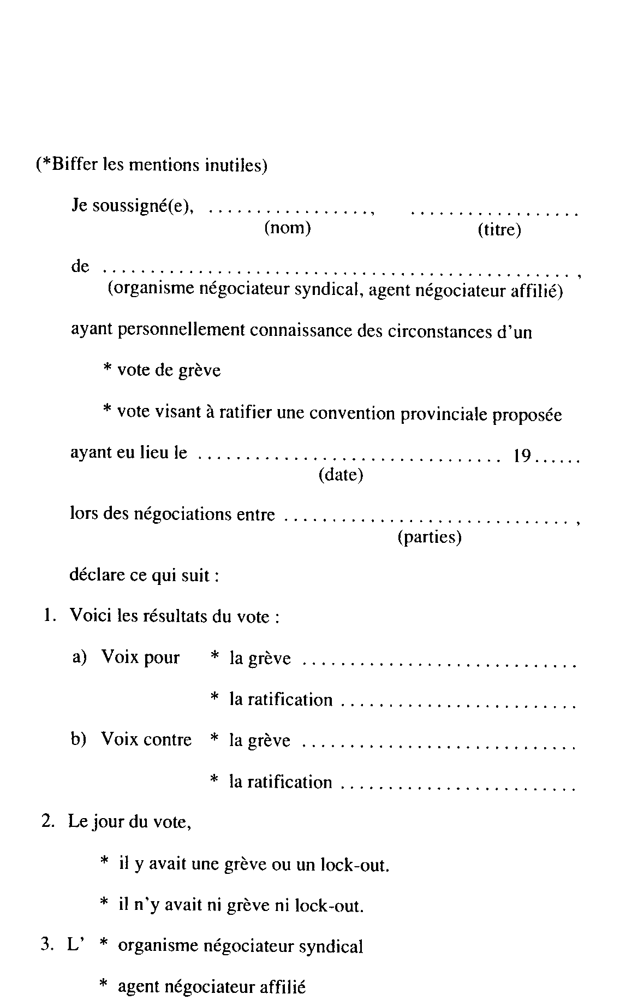 (*Biffer les mentions inutiles)
Je soussigné(e), . . . . . . . . . . . . . . . . ., . . . . . . . . . . . . . . . . . .
(nom) (titre)
de . . . . . . . . . . . . . . . . . . . . . . . . . . . . . . . . . . . . . . . . . . . . . . . . . ,
(organisme négociateur syndical, agent négociateur affilié)
ayant personnellement connaissance des circonstances d'un
* vote de grève
* vote visant à ratifier une convention provinciale proposée
ayant eu lieu le . . . . . . . . . . . . . . . . . . . . . . . . . . . . . . . . 19......
(date)
lors des négociations entre . . . . . . . . . . . . . . . . . . . . . . . . . . . . . . ,
(parties)
déclare ce qui suit :
1. Voici les résultats du vote :
a) Voix pour * la grève . . . . . . . . . . . . . . . . . . . . . . . . . . . . .
* la ratification . . . . . . . . . . . . . . . . . . . . . . . . .
b) Voix contre * la grève . . . . . . . . . . . . . . . . . . . . . . . . . . . . .
* la ratification . . . . . . . . . . . . . . . . . . . . . . . . .
2. Le jour du vote,
* il y avait une grève ou un lock-out.
* il n'y avait ni grève ni lock-out.
3. L' * organisme négociateur syndical
* agent négociateur affilié